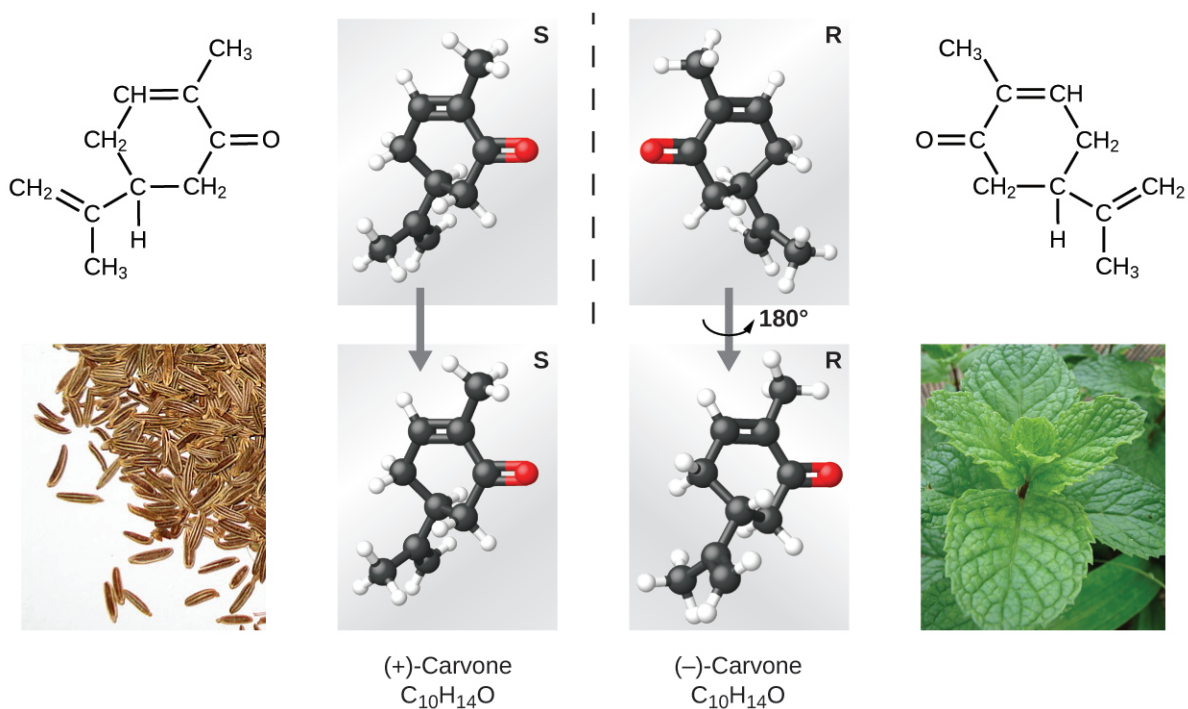 CH₃
CH
C
CH₂
C
O
CH₂
C
CH₂
C
H
CH₃
S
R
CH₃
C
CH
O
C
CH₂
CH₂
C
CH₂
H
C
CH₃
180°
S
R
(+)-Carvone
C₁₀H₁₄O
(–)-Carvone
C₁₀H₁₄O